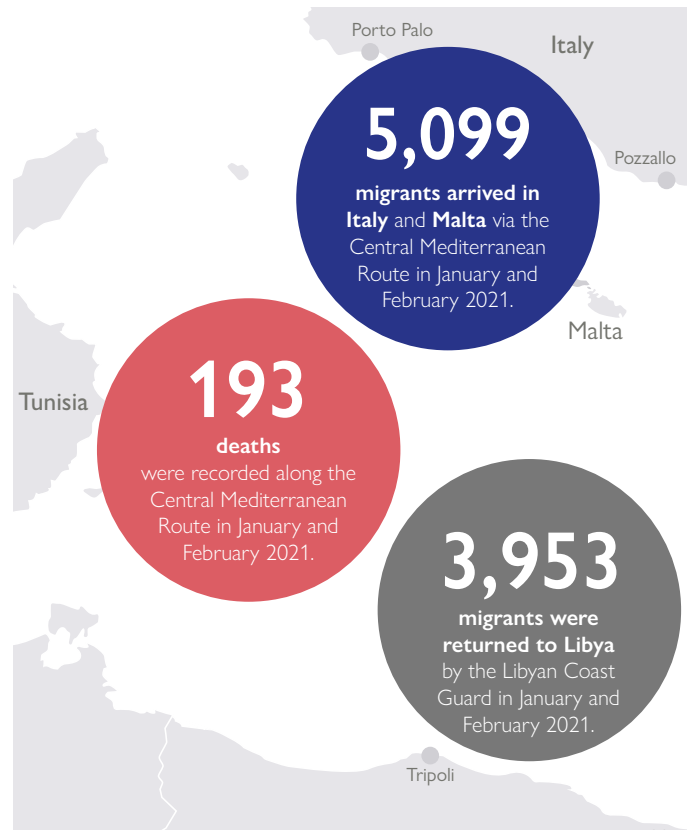 Porto Palo
Italy
5,099
migrants arrived in
Italy and Malta via the
Central Mediterranean
Route in January and
February 2021.
Pozzallo
Malta
Tunisia
193
deaths
were recorded along the
Central Mediterranean
Route in January and
February 2021.
3,953
migrants were
returned to Libya
by the Libyan Coast
Guard in January and
February 2021.
Tripoli